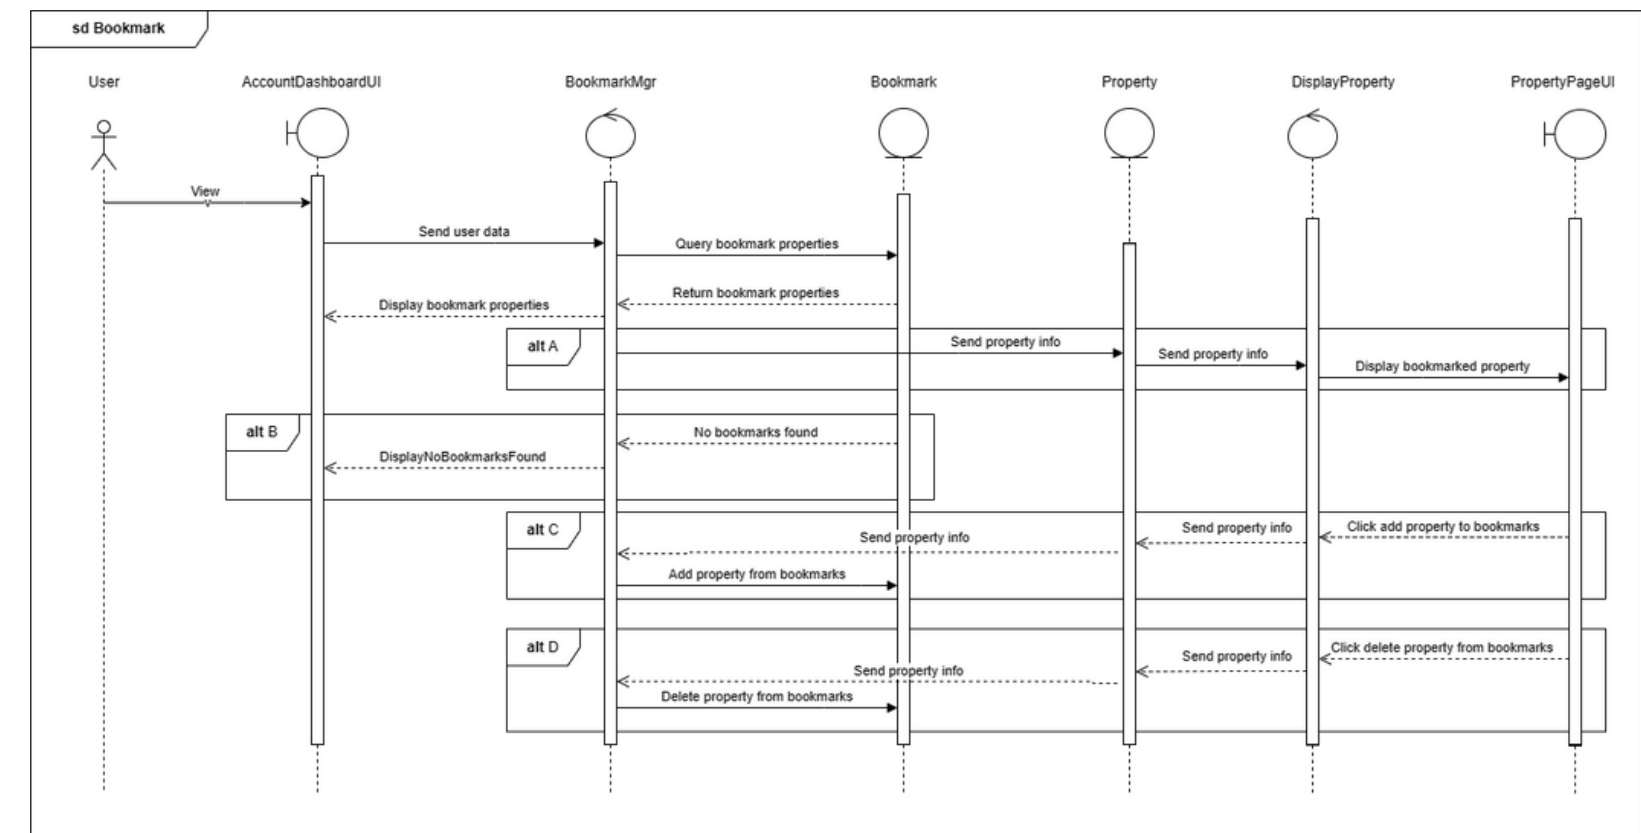 sd Bookmark
User
AccountDashboardUI
BookmarkMgr
Bookmark
Property
DisplayProperty
PropertyPageUI
View
Send user data
Query bookmark properties
Return bookmark properties
Display bookmark properties
alt A
Send property info
Send property info
Display bookmarked property
alt B
No bookmarks found
DisplayNoBookmarksFound
alt C
Send property info
Send property info
Click add property to bookmarks
Add property from bookmarks
alt D
Send property info
Send property info
Click delete property from bookmarks
Delete property from bookmarks